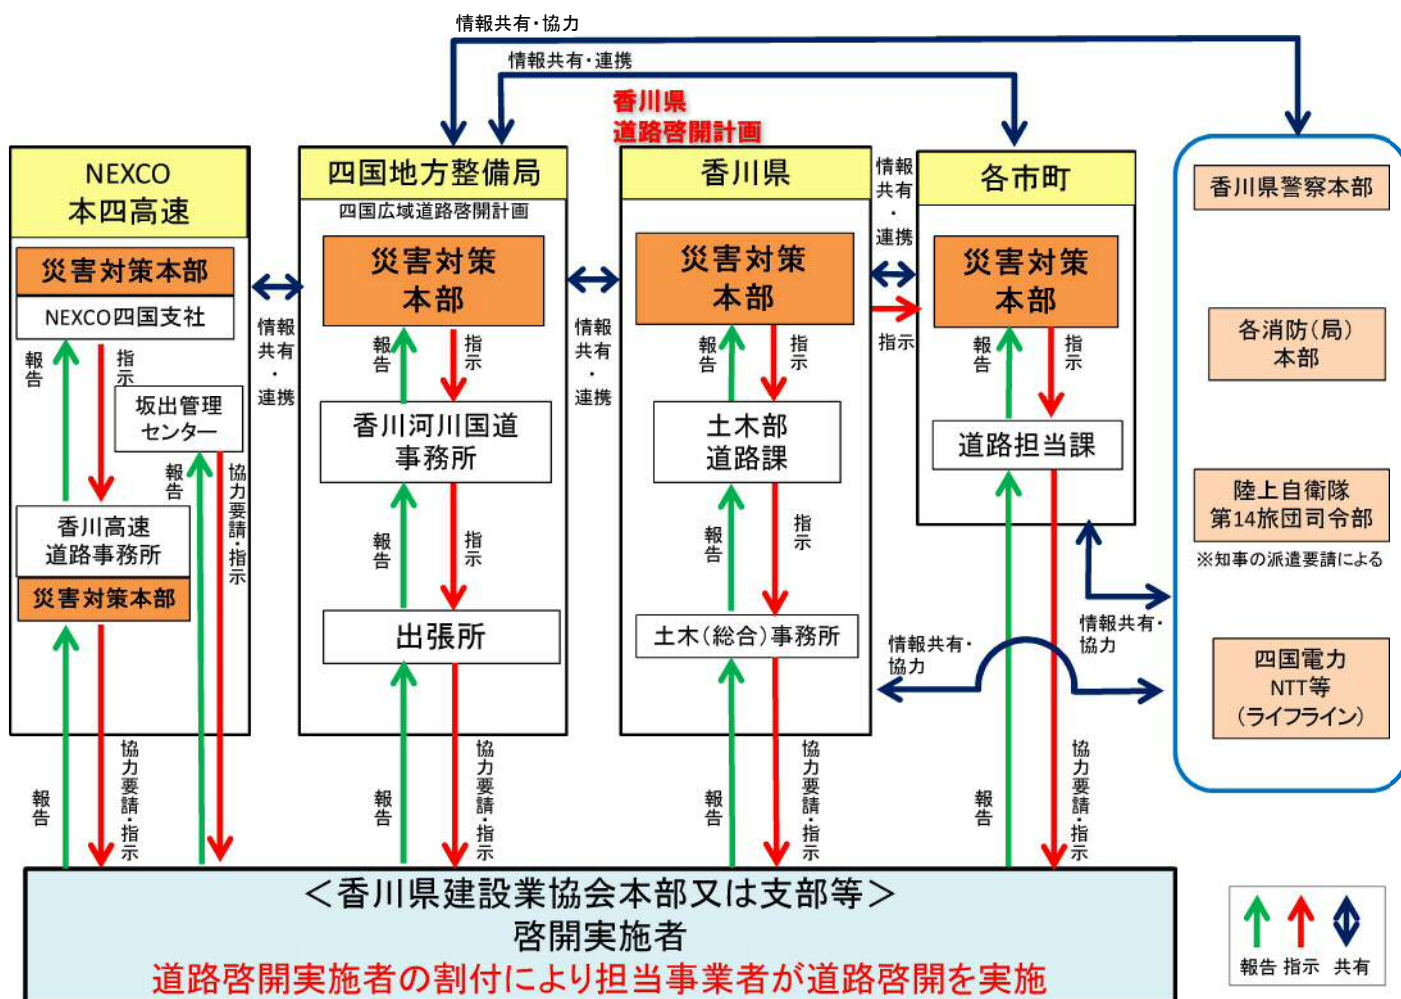 情報共有・協力
情報共有・連携
香川県
道路啓開計画
NEXCO
本四高速
災害対策本部
NEXCO四国支社
報告
指示
坂出管理
センター
報告
協力要請・指示
香川高速
道路事務所
災害対策本部
報告
協力要請・指示
情報共有・連携
四国地方整備局
四国広域道路啓開計画
災害対策
本部
報告
指示
香川河川国道
事務所
報告
指示
出張所
報告
協力要請・指示
情報共有・連携
香川県
災害対策
本部
報告
指示
土木部
道路課
報告
指示
土木(総合)事務所
報告
協力要請・指示
情報共有・連携
指示
各市町
災害対策
本部
報告
指示
道路担当課
報告
協力要請・指示
情報共有・
協力
情報共有・
協力
香川県警察本部
各消防(局)
本部
陸上自衛隊
第14旅団司令部
※知事の派遣要請による
四国電力
NTT等
(ライフライン)
<香川県建設業協会本部又は支部等>
啓開実施者
道路啓開実施者の割付により担当事業者が道路啓開を実施
報告 指示 共有